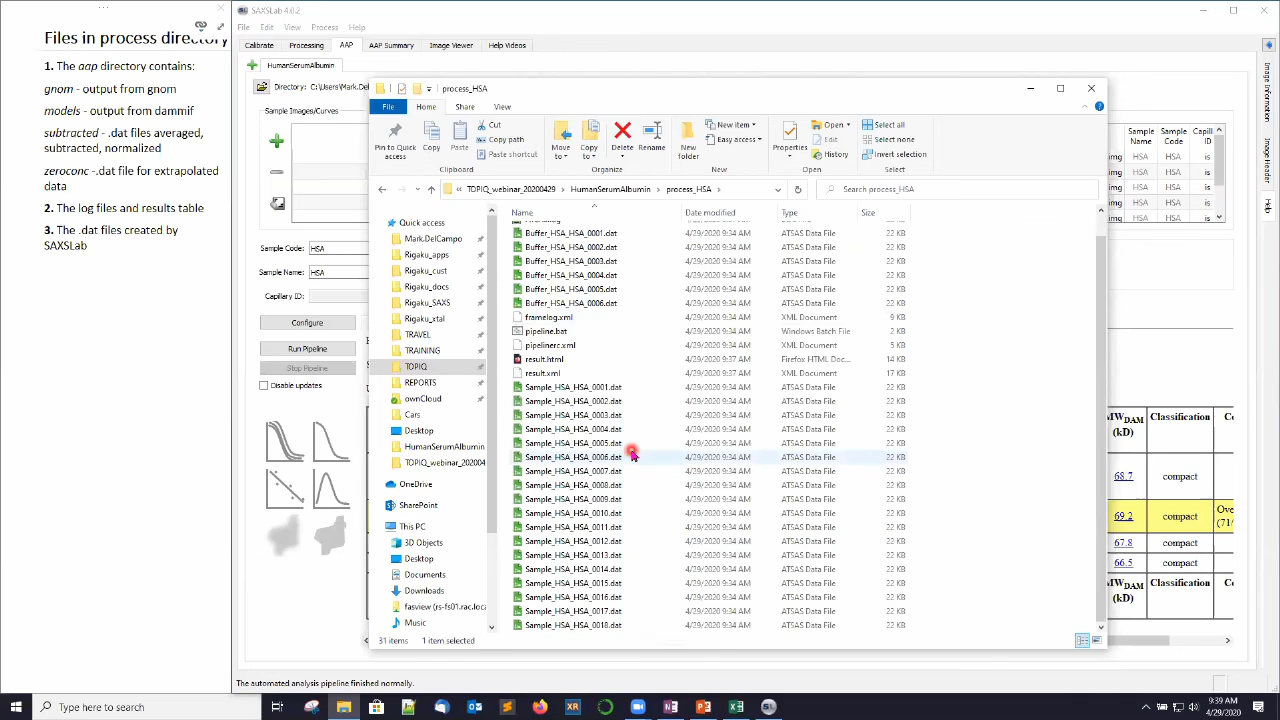 Files in process directory
1. The aap directory contains:
gnom - output from gnom
models - output from dammif
subtracted - .dat files averaged,
subtracted, normalized
zeroconc -.dat file for extrapolated
data
2. The log files and results table
3. The .dat files created by
SAXSLab
SAXSLab 4.0.2
File Edit View Process Help
Calibrate Processing AAP AAP Summary Image Viewer Help Videos
HumanSerumAlbumin
Directory: C:\Users\Mark.Del
Sample Images/Curves
Sample Code: HSA
Sample Name: HSA
Capillary ID:
Configure
Run Pipeline
Stop Pipeline
Disable updates
process_HSA
File Home Share View
Pin to Quick access
Copy
Paste
Cut
Copy path
Paste shortcut
Clipboard
Move to
Copy to
Delete
Rename
Organize
New folder
New item
Easy access
New
Properties
Open
Edit
History
Open
Select all
Select none
Invert selection
Select
« TOPIQ_webinar_20200429 > HumanSerumAlbumin > process_HSA >
Search process_HSA
Quick access
Mark.DelCampo
Rigaku_apps
Rigaku_cust
Rigaku_docs
Rigaku_SAXS
Rigaku_xtal
TRAVEL
TRAINING
TOPIQ
REPORTS
ownCloud
Cars
Desktop
HumanSerumAlbumin
TOPIQ_webinar_202004
OneDrive
SharePoint
This PC
3D Objects
Desktop
Documents
Downloads
fasview (rs-fs01.rac.loca
Music
Name Date modified Type Size
Buffer_HSA_HSA_0001.dat 4/29/2020 9:34 AM ATSAS Data File 22 KB
Buffer_HSA_HSA_0002.dat 4/29/2020 9:34 AM ATSAS Data File 22 KB
Buffer_HSA_HSA_0003.dat 4/29/2020 9:34 AM ATSAS Data File 22 KB
Buffer_HSA_HSA_0004.dat 4/29/2020 9:34 AM ATSAS Data File 22 KB
Buffer_HSA_HSA_0005.dat 4/29/2020 9:34 AM ATSAS Data File 22 KB
Buffer_HSA_HSA_0006.dat 4/29/2020 9:34 AM ATSAS Data File 22 KB
framelog.xml 4/29/2020 9:34 AM XML Document 9 KB
pipeline.bat 4/29/2020 9:34 AM Windows Batch File 2 KB
pipelinerc.xml 4/29/2020 9:34 AM XML Document 5 KB
result.html 4/29/2020 9:37 AM Firefox HTML Doc... 14 KB
result.xml 4/29/2020 9:37 AM XML Document 17 KB
Sample_HSA_HSA_0001.dat 4/29/2020 9:34 AM ATSAS Data File 22 KB
Sample_HSA_HSA_0002.dat 4/29/2020 9:34 AM ATSAS Data File 22 KB
Sample_HSA_HSA_0003.dat 4/29/2020 9:34 AM ATSAS Data File 22 KB
Sample_HSA_HSA_0004.dat 4/29/2020 9:34 AM ATSAS Data File 22 KB
Sample_HSA_HSA_0005.dat 4/29/2020 9:34 AM ATSAS Data File 22 KB
Sample_HSA_HSA_0006.dat 4/29/2020 9:34 AM ATSAS Data File 22 KB
Sample_HSA_HSA_0007.dat 4/29/2020 9:34 AM ATSAS Data File 22 KB
Sample_HSA_HSA_0008.dat 4/29/2020 9:34 AM ATSAS Data File 22 KB
Sample_HSA_HSA_0009.dat 4/29/2020 9:34 AM ATSAS Data File 22 KB
Sample_HSA_HSA_0010.dat 4/29/2020 9:34 AM ATSAS Data File 22 KB
Sample_HSA_HSA_0011.dat 4/29/2020 9:34 AM ATSAS Data File 22 KB
Sample_HSA_HSA_0012.dat 4/29/2020 9:34 AM ATSAS Data File 22 KB
Sample_HSA_HSA_0013.dat 4/29/2020 9:34 AM ATSAS Data File 22 KB
Sample_HSA_HSA_0014.dat 4/29/2020 9:34 AM ATSAS Data File 22 KB
Sample_HSA_HSA_0015.dat 4/29/2020 9:34 AM ATSAS Data File 22 KB
Sample_HSA_HSA_0016.dat 4/29/2020 9:34 AM ATSAS Data File 22 KB
Sample_HSA_HSA_0017.dat 4/29/2020 9:34 AM ATSAS Data File 22 KB
Sample_HSA_HSA_0018.dat 4/29/2020 9:34 AM ATSAS Data File 22 KB
31 items 1 item selected
Sample Name Sample Code Capill
img HSA HSA is
img HSA HSA is
img HSA HSA is
img HSA HSA is
MWDAM (kD) Classification
68.7 compact
69.2 compact Ove
(71/
67.8 compact
66.5 compact
MWDAM (kD) Classification
Image Information
Image Header
Help
The automated analysis pipeline finished normally.
Type here to search
9:39 AM
4/29/2020